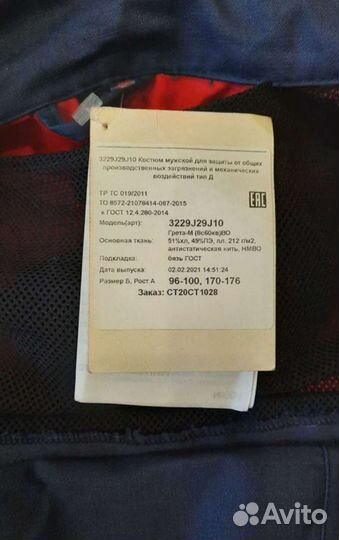 3229J29J10 Костюм мужской для защиты от общих
производственных загрязнений и механических
воздействий тип Д
ТР ТС 019/2011
ТО 8572-21078414-087-2015
к ГОСТ 12.4.280-2014
EAC
Модель(арт): 3229J29J10
Грета-М (8с60кв)ВО
Основная ткань: 51%хл, 49%ПЭ, пл. 212 г/м2,
антистатическая нить, НМВО
Подкладка: бязь ГОСТ
Дата выпуска: 02.02.2021 14:51:24
Размер Б, Рост А 96-100, 170-176
Заказ: СТ20СТ1028
Avito